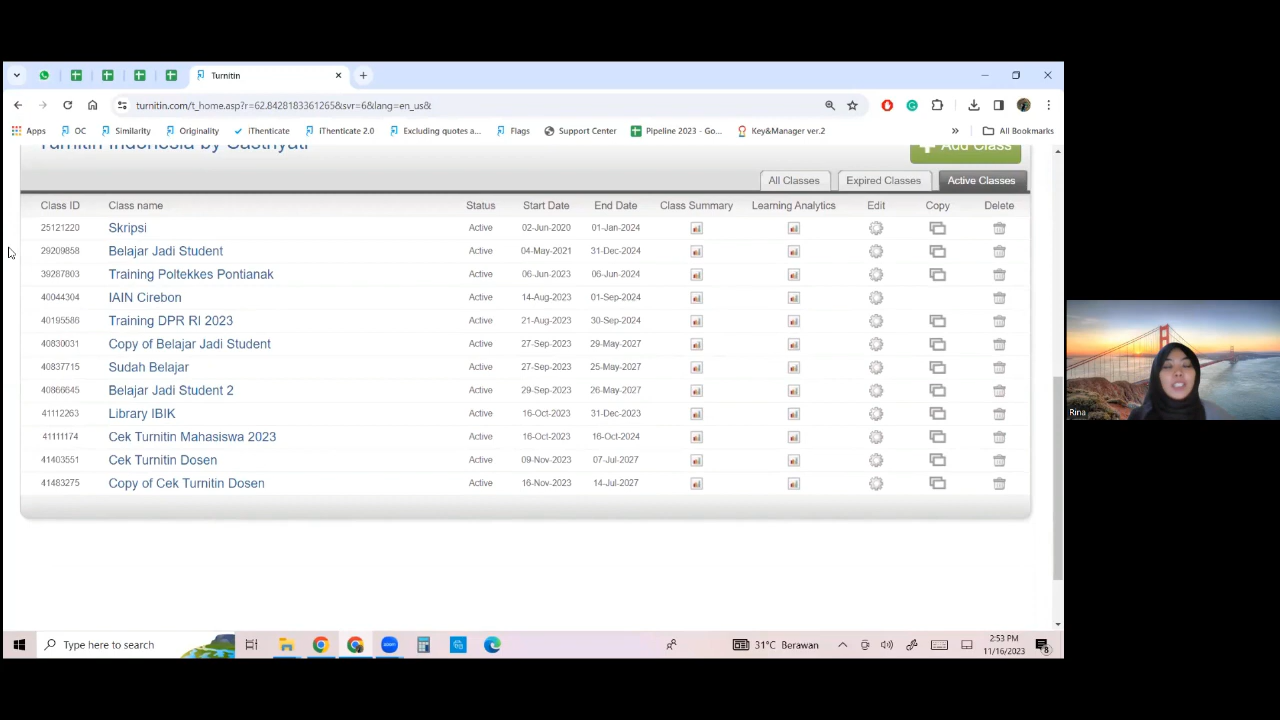 Turnitin
turnitin.com/t_home.asp?r=62.8428183361265&svr=6&lang=en_us&
Apps OC Similarity Originality iThenticate iThenticate 2.0 Excluding quotes a... Flags Support Center Pipeline 2023 - Go... Key&Manager ver.2 » All Bookmarks
Turnitin Indonesia by Sasthyati
Add Class
All Classes Expired Classes Active Classes
Class ID Class name Status Start Date End Date Class Summary Learning Analytics Edit Copy Delete
25121220 Skripsi Active 02-Jun-2020 01-Jan-2024
29209858 Belajar Jadi Student Active 04-May-2021 31-Dec-2024
39287803 Training Poltekkes Pontianak Active 06-Jun-2023 06-Jun-2024
40044304 IAIN Cirebon Active 14-Aug-2023 01-Sep-2024
40195586 Training DPR RI 2023 Active 21-Aug-2023 30-Sep-2024
40830031 Copy of Belajar Jadi Student Active 27-Sep-2023 29-May-2027
40837715 Sudah Belajar Active 27-Sep-2023 25-May-2027
40866645 Belajar Jadi Student 2 Active 29-Sep-2023 26-May-2027
41112263 Library IBIK Active 16-Oct-2023 31-Dec-2023
41111174 Cek Turnitin Mahasiswa 2023 Active 16-Oct-2023 16-Oct-2024
41403551 Cek Turnitin Dosen Active 09-Nov-2023 07-Jul-2027
41483275 Copy of Cek Turnitin Dosen Active 16-Nov-2023 14-Jul-2027
Rina
Type here to search
31°C Berawan
2:53 PM
11/16/2023
8